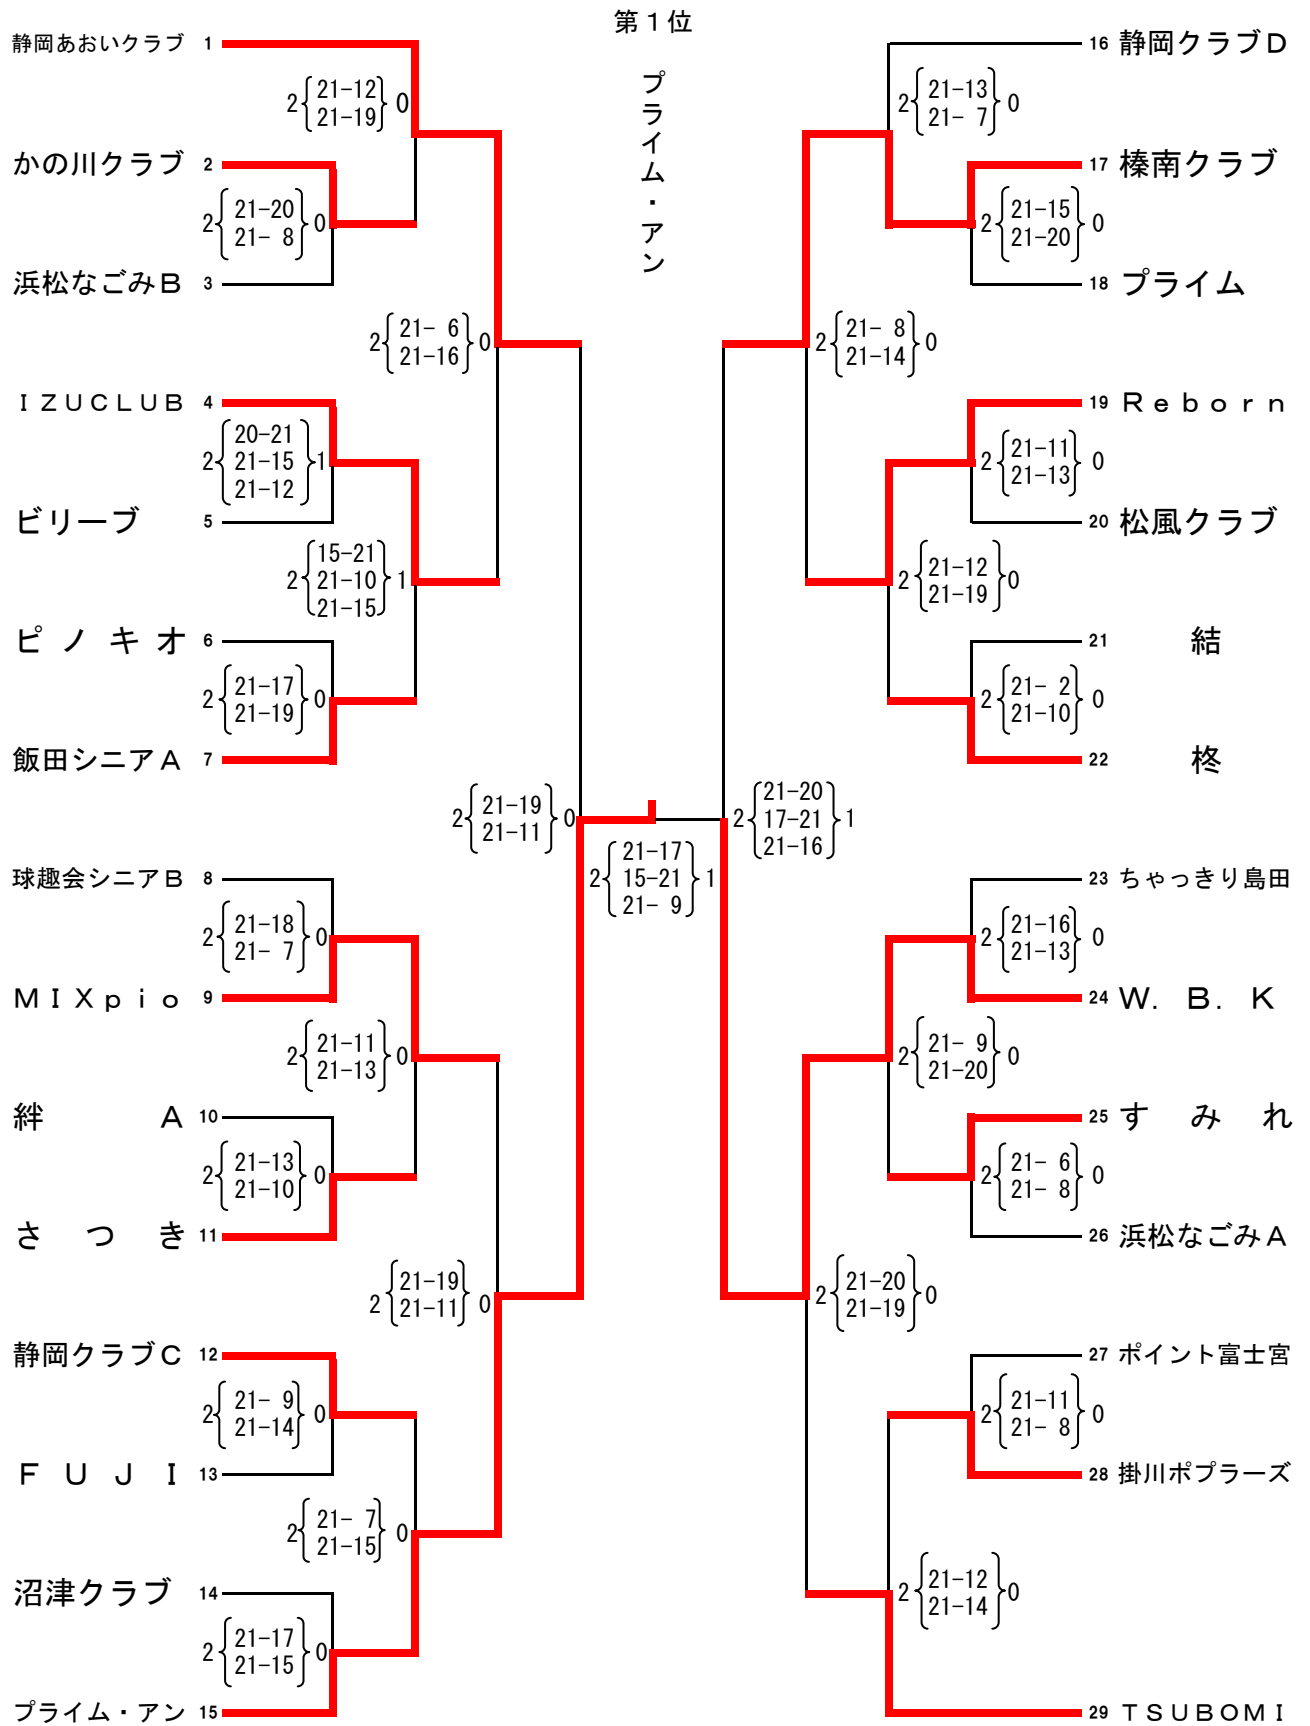 第１位
プライム・アン
静岡あおいクラブ 1
2 21-12 0
21-19
かの川クラブ 2
2 21-20 0
21- 8
浜松なごみＢ 3
2 21- 6 0
21-16
ＩＺＵＣＬＵＢ 4
20-21
2 21-15 1
21-12
ビリーブ 5
15-21
2 21-10 1
21-15
ピノキオ 6
2 21-17 0
21-19
飯田シニアＡ 7
2 21-19 0
21-11
球趣会シニアＢ 8
2 21-18 0
21- 7
ＭＩＸｐｉｏ 9
2 21-11 0
21-13
絆　Ａ 10
2 21-13 0
21-10
さつき 11
2 21-19 0
21-11
静岡クラブＣ 12
2 21- 9 0
21-14
ＦＵＪＩ 13
2 21- 7 0
21-15
沼津クラブ 14
2 21-17 0
21-15
プライム・アン 15
21-17
2 15-21 1
21- 9
16 静岡クラブＤ
2 21-13 0
21- 7
17 榛南クラブ
2 21-15 0
21-20
18 プライム
2 21- 8 0
21-14
19 Ｒｅｂｏｒｎ
2 21-11 0
21-13
20 松風クラブ
2 21-12 0
21-19
21 結
2 21- 2 0
21-10
22 柊
21-20
2 17-21 1
21-16
23 ちゃっきり島田
2 21-16 0
21-13
24 Ｗ．Ｂ．Ｋ
2 21- 9 0
21-20
25 すみれ
2 21- 6 0
21- 8
26 浜松なごみＡ
2 21-20 0
21-19
27 ポイント富士宮
2 21-11 0
21- 8
28 掛川ポプラーズ
2 21-12 0
21-14
29 ＴＳＵＢＯＭＩ